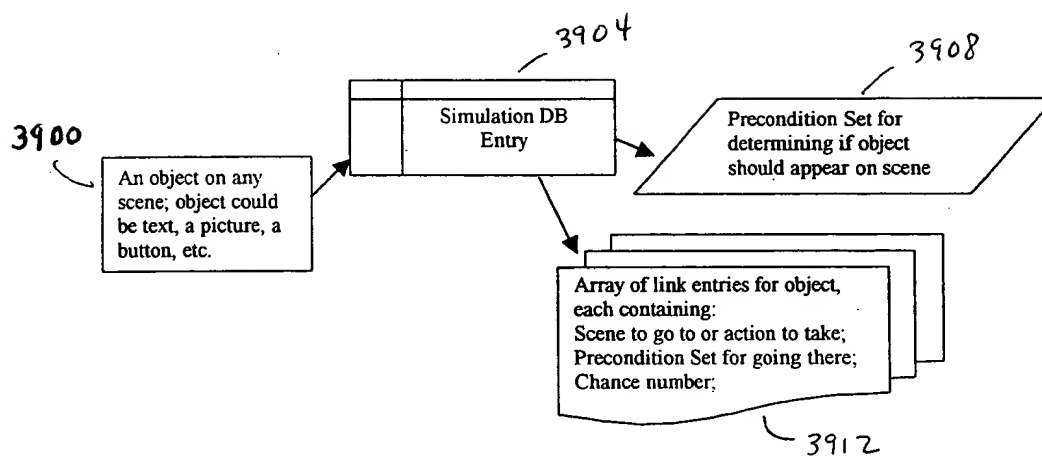 3904
3908
3900
Simulation DB
Entry
Precondition Set for
determining if object
should appear on scene
An object on any
scene; object could
be text, a picture, a
button, etc.
Array of link entries for object,
each containing:
Scene to go to or action to take;
Precondition Set for going there;
Chance number;
3912